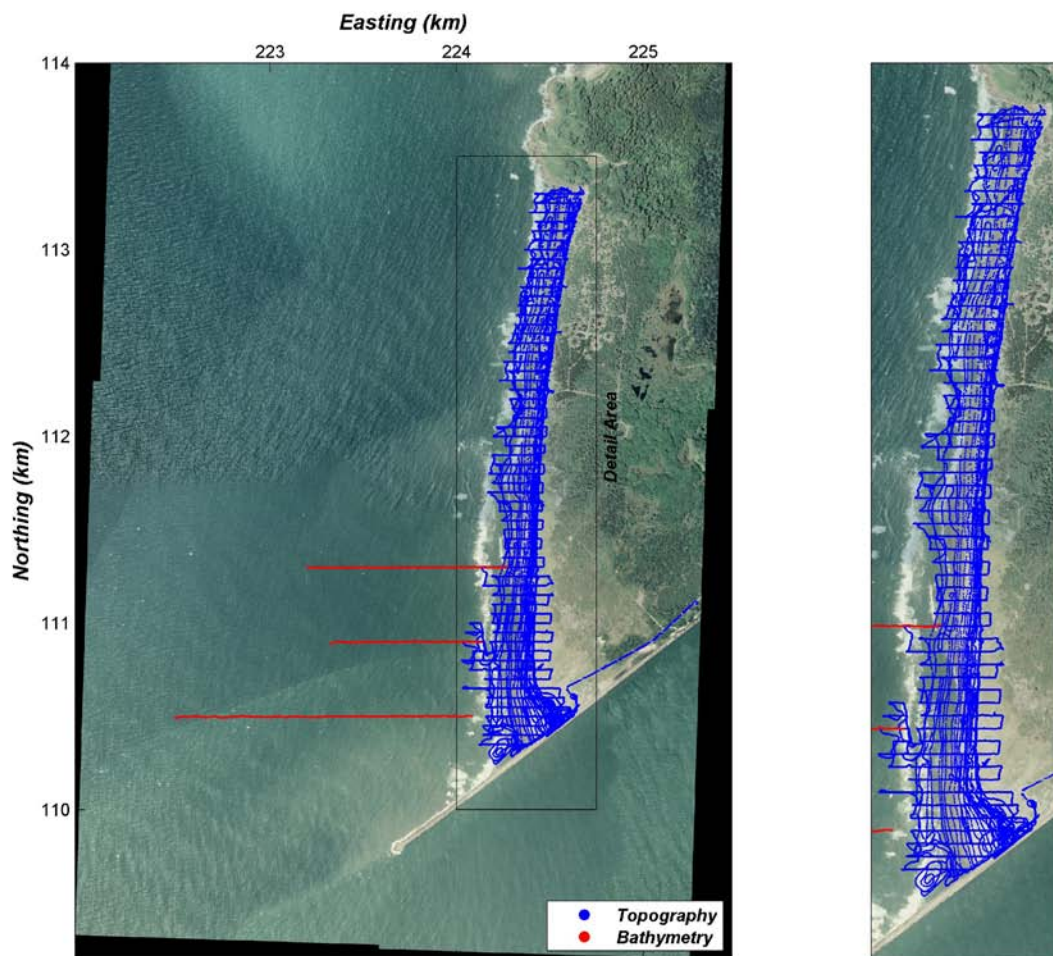 Easting (km)
223
224
225
114
113
112
111
110
Northing (km)
Detail Area
Topography
Bathymetry